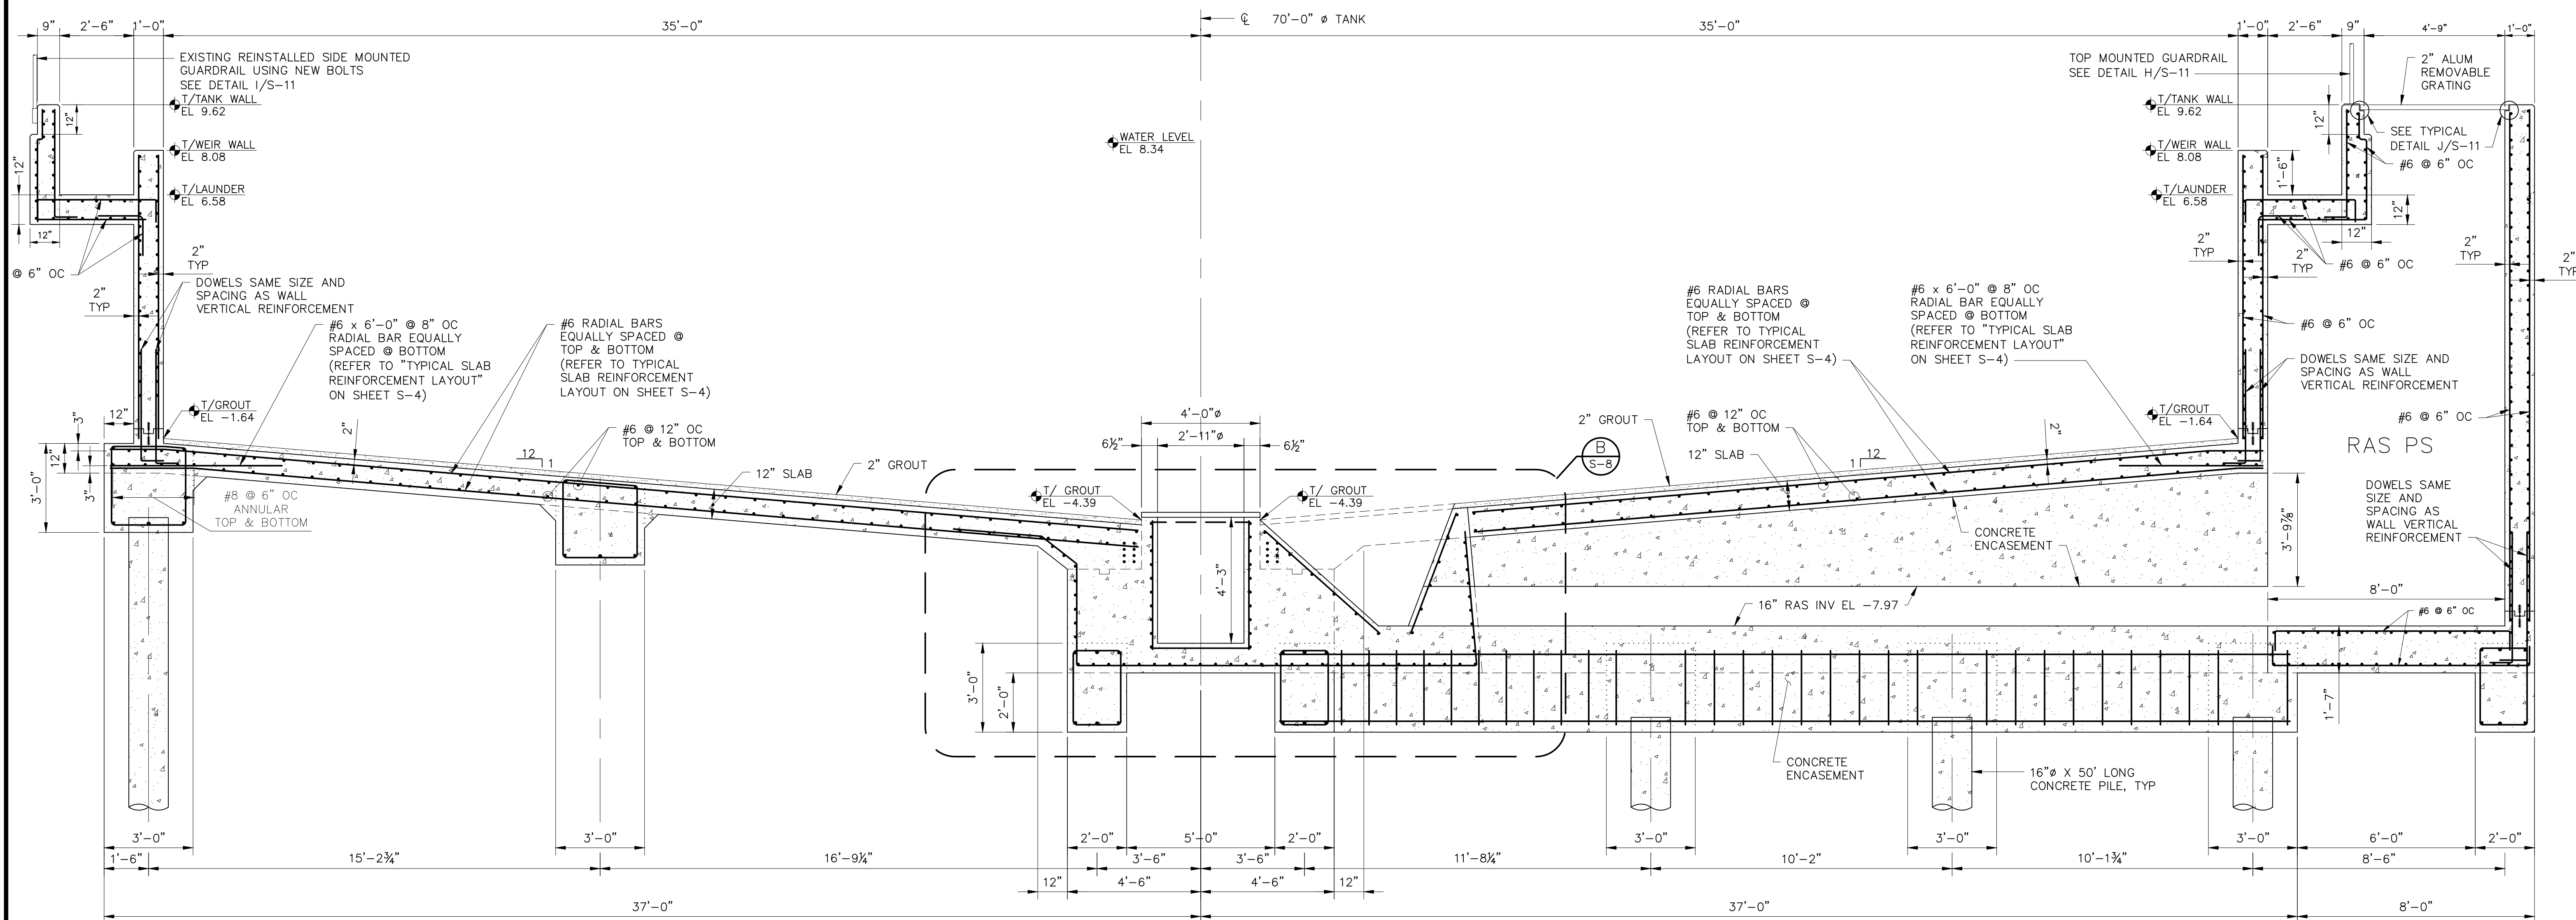 9"
2'-6"
1'-0"
35'-0"
℄ 70'-0" ø TANK
35'-0"
1'-0"
2'-6"
9"
4'-9"
1'-0"
EXISTING REINSTALLED SIDE MOUNTED
GUARDRAIL USING NEW BOLTS
SEE DETAIL I/S-11
T/TANK WALL
EL 9.62
12"
T/WEIR WALL
EL 8.08
12"
T/LAUNDER
EL 6.58
12"
@ 6" OC
2"
TYP
2"
TYP
DOWELS SAME SIZE AND
SPACING AS WALL
VERTICAL REINFORCEMENT
#6 x 6'-0" @ 8" OC
RADIAL BAR EQUALLY
SPACED @ BOTTOM
(REFER TO "TYPICAL SLAB
REINFORCEMENT LAYOUT"
ON SHEET S-4)
#6 RADIAL BARS
EQUALLY SPACED @
TOP & BOTTOM
(REFER TO TYPICAL
SLAB REINFORCEMENT
LAYOUT ON SHEET S-4)
T/GROUT
EL -1.64
12"
3"
12"
3"
3'-0"
#8 @ 6" OC
ANNULAR
TOP & BOTTOM
2"
#6 @ 12" OC
TOP & BOTTOM
12
1
12" SLAB
2" GROUT
WATER LEVEL
EL 8.34
4'-0"ø
2'-11"ø
6½"
6½"
T/ GROUT
EL -4.39
T/ GROUT
EL -4.39
4'-3"
3'-0"
2'-0"
B
S-8
TOP MOUNTED GUARDRAIL
SEE DETAIL H/S-11
2" ALUM
REMOVABLE
GRATING
T/TANK WALL
EL 9.62
12"
SEE TYPICAL
DETAIL J/S-11
#6 @ 6" OC
T/WEIR WALL
EL 8.08
1'-6"
T/LAUNDER
EL 6.58
12"
12"
2"
TYP
2"
TYP
#6 @ 6" OC
2"
TYP
2"
TYP
#6 RADIAL BARS
EQUALLY SPACED @
TOP & BOTTOM
(REFER TO TYPICAL
SLAB REINFORCEMENT
LAYOUT ON SHEET S-4)
#6 x 6'-0" @ 8" OC
RADIAL BAR EQUALLY
SPACED @ BOTTOM
(REFER TO "TYPICAL SLAB
REINFORCEMENT LAYOUT"
ON SHEET S-4)
#6 @ 6" OC
DOWELS SAME SIZE AND
SPACING AS WALL
VERTICAL REINFORCEMENT
T/GROUT
EL -1.64
#6 @ 6" OC
2" GROUT
#6 @ 12" OC
TOP & BOTTOM
2"
12" SLAB
1
12
RAS PS
DOWELS SAME
SIZE AND
SPACING AS
WALL VERTICAL
REINFORCEMENT
CONCRETE
ENCASEMENT
3'-9⅞"
16" RAS INV EL -7.97
8'-0"
#6 @ 6" OC
1'-7"
CONCRETE
ENCASEMENT
16"ø X 50' LONG
CONCRETE PILE, TYP
3'-0"
3'-0"
2'-0"
5'-0"
2'-0"
3'-0"
3'-0"
3'-0"
6'-0"
2'-0"
1'-6"
15'-2¾"
16'-9¼"
3'-6"
3'-6"
11'-8¼"
10'-2"
10'-1¾"
8'-6"
12"
4'-6"
4'-6"
12"
37'-0"
37'-0"
8'-0"